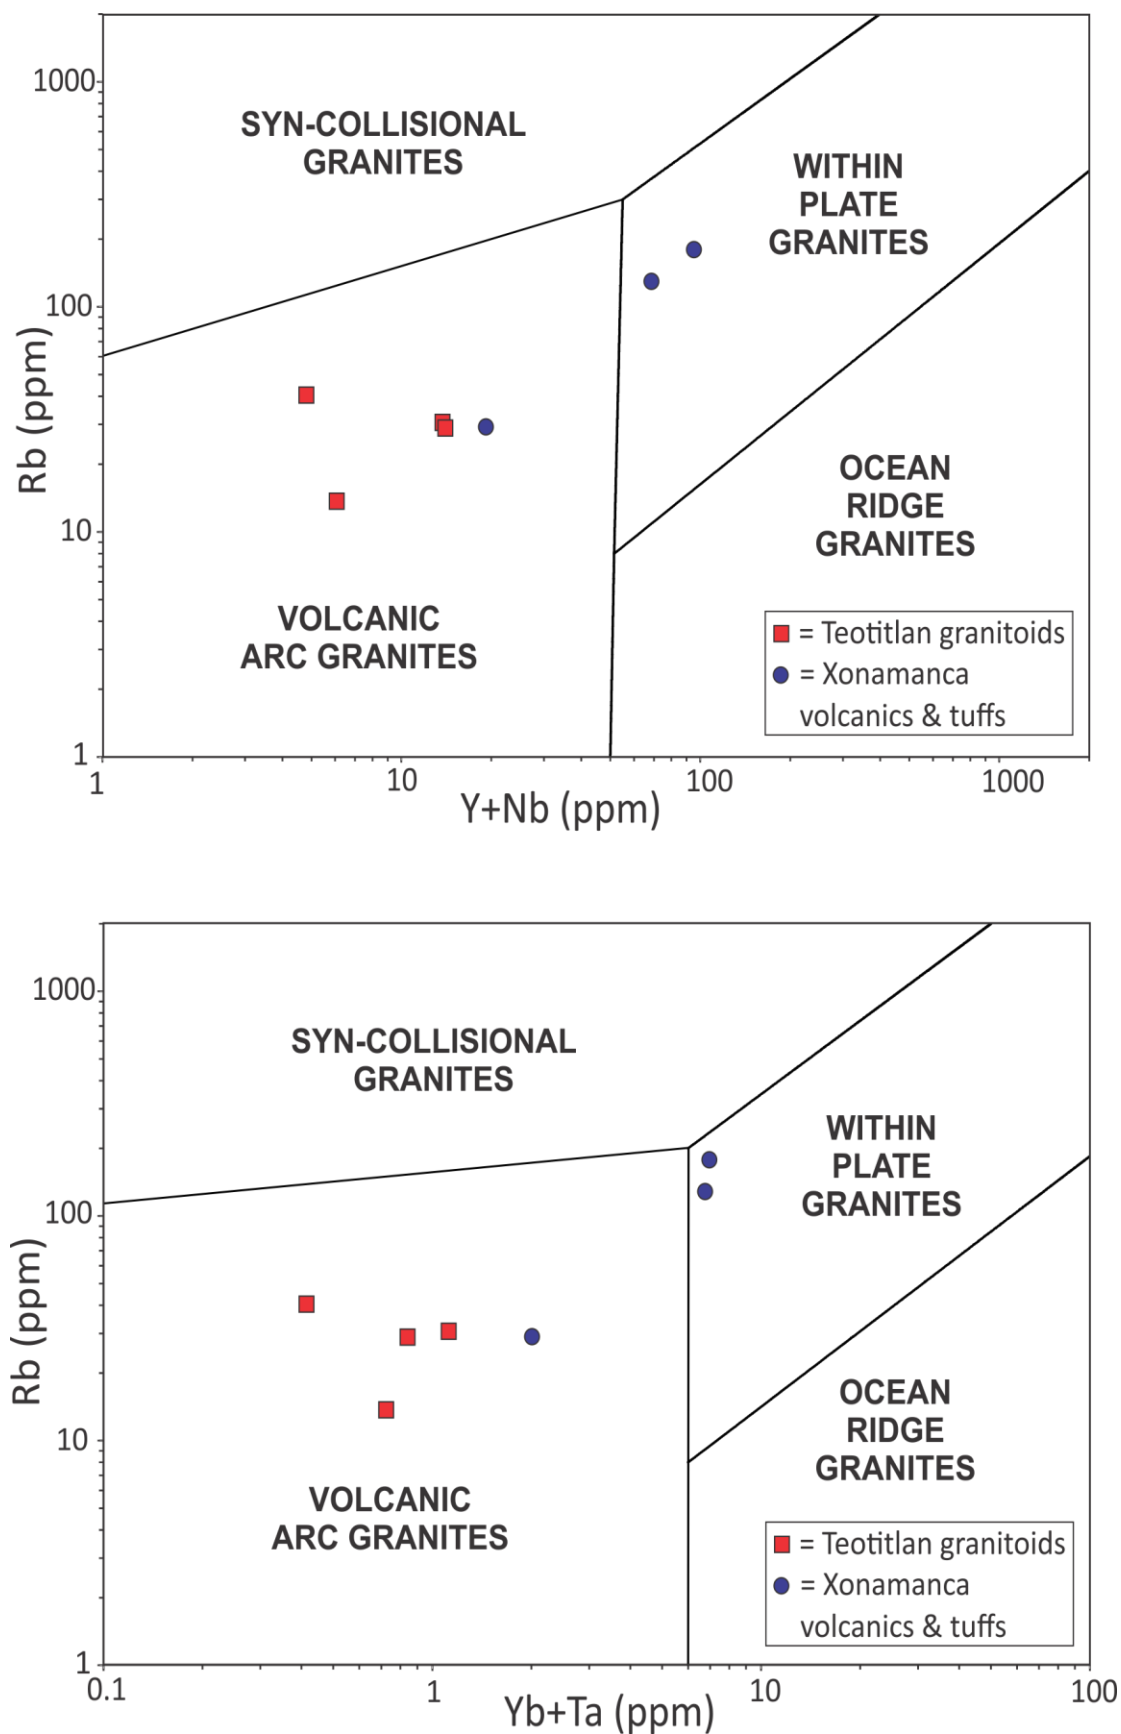 1000
SYN-COLLISIONAL
GRANITES
WITHIN
PLATE
GRANITES
100
Rb (ppm)
OCEAN
RIDGE
GRANITES
10
VOLCANIC
ARC GRANITES
= Teotitlan granitoids
= Xonamanca
volcanics & tuffs
1
1
10
100
1000
Y+Nb (ppm)
1000
SYN-COLLISIONAL
GRANITES
WITHIN
PLATE
GRANITES
100
Rb (ppm)
OCEAN
RIDGE
GRANITES
10
VOLCANIC
ARC GRANITES
= Teotitlan granitoids
= Xonamanca
volcanics & tuffs
1
0.1
1
10
100
Yb+Ta (ppm)